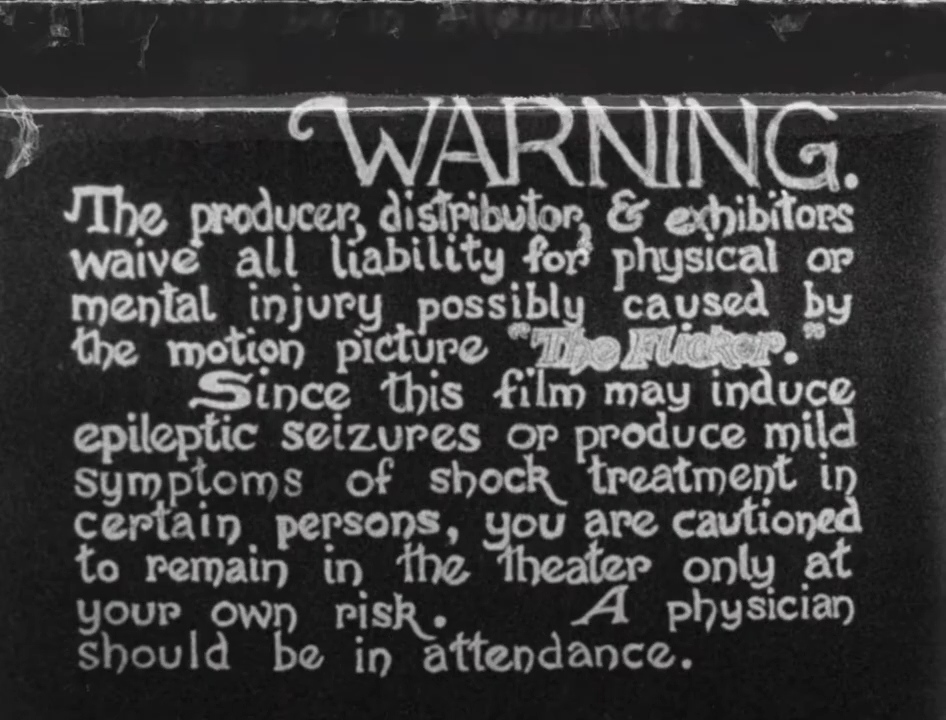 WARNING.
The producer, distributor, & exhibitors
waive all liability for physical or
mental injury possibly caused by
the motion picture "The Flicker."
Since this film may induce
epileptic seizures or produce mild
symptoms of shock treatment in
certain persons, you are cautioned
to remain in the theater only at
your own risk. A physician
should be in attendance.